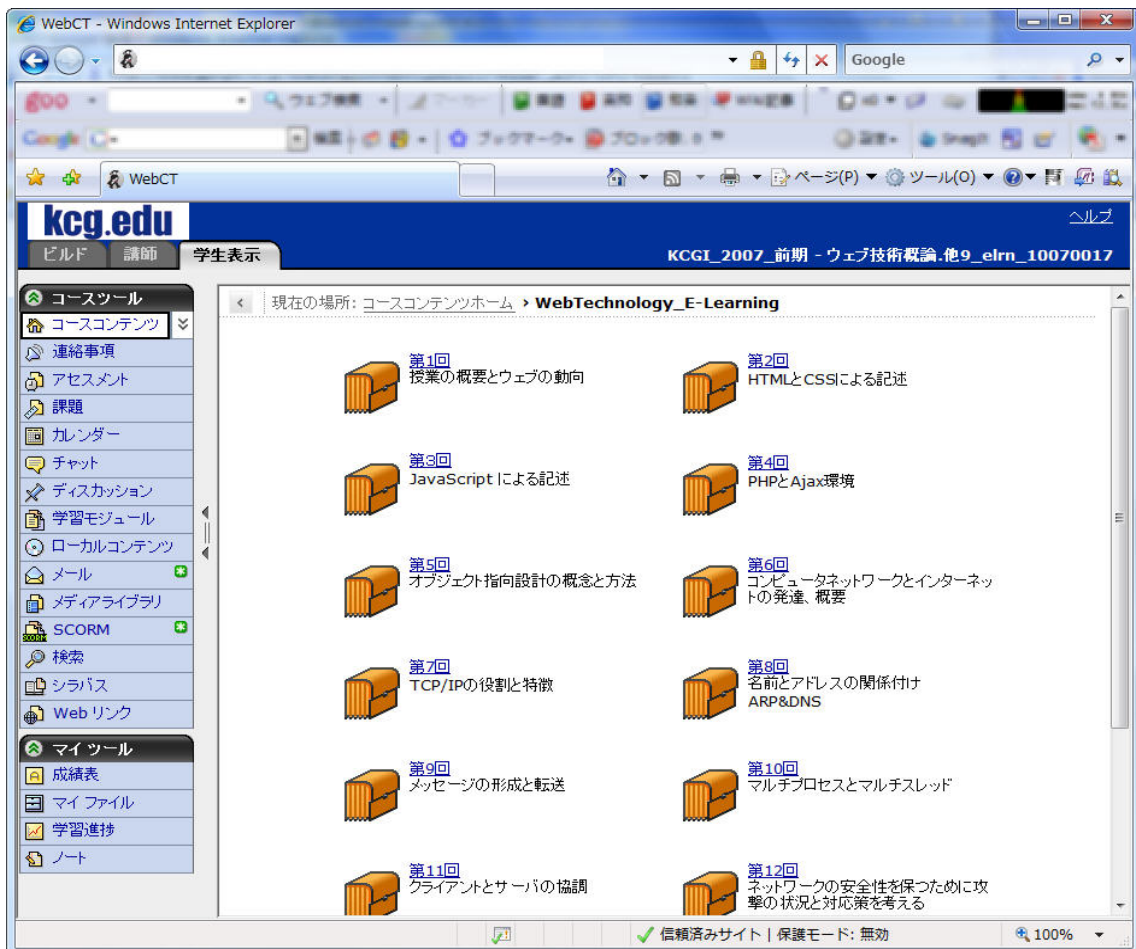 WebCT - Windows Internet Explorer
Google
goo
Google
WebCT
ページ(P)
ツール(O)
kcg.edu
ヘルプ
ビルド
講師
学生表示
KCGI_2007_前期 - ウェブ技術概論.他9_elrn_10070017
コースツール
コースコンテンツ
連絡事項
アセスメント
課題
カレンダー
チャット
ディスカッション
学習モジュール
ローカルコンテンツ
メール
メディアライブラリ
SCORM
検索
シラバス
Web リンク
マイ ツール
成績表
マイ ファイル
学習進捗
ノート
現在の場所: コースコンテンツホーム › WebTechnology_E-Learning
第1回
授業の概要とウェブの動向
第2回
HTMLとCSSによる記述
第3回
JavaScript による記述
第4回
PHPとAjax環境
第5回
オブジェクト指向設計の概念と方法
第6回
コンピュータネットワークとインターネッ
トの発達、概要
第7回
TCP/IPの役割と特徴
第8回
名前とアドレスの関係付け
ARP&DNS
第9回
メッセージの形成と転送
第10回
マルチプロセスとマルチスレッド
第11回
クライアントとサーバの協調
第12回
ネットワークの安全性を保つために攻
撃の状況と対応策を考える
信頼済みサイト | 保護モード: 無効
100%